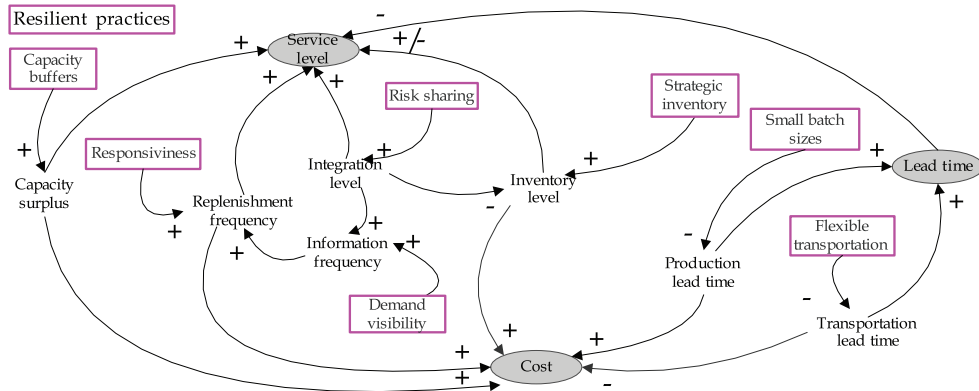 Resilient practices
-
+
Service
level
+/-
Capacity
buffers
+
+
Risk sharing
Strategic
inventory
Small batch
sizes
+
Responsiviness
Capacity
surplus
Integration
level
+
Inventory
level
+
+
Lead time
-
+
Replenishment
frequency
+
+
Information
frequency
+
+
-
Production
lead time
Flexible
transportation
Demand
visibility
-
Transportation
lead time
+
+
+
+
Cost
-